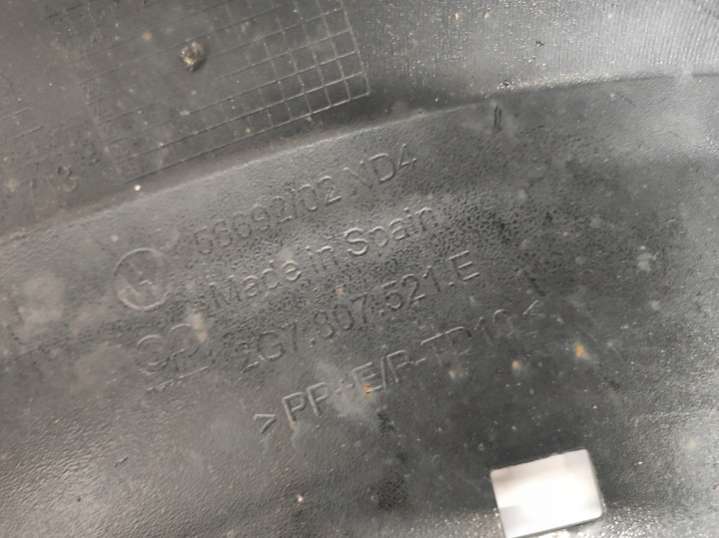 56692/02 ND4
Made in Spain
2G7.807.521.E
>PP+E/P-TD10<